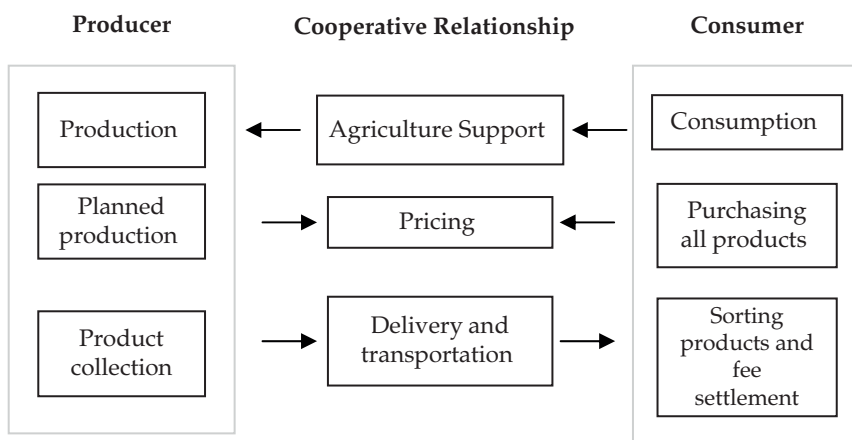 Producer
Cooperative Relationship
Consumer
Production
Agriculture Support
Consumption
Planned
production
Pricing
Purchasing
all products
Product
collection
Delivery and
transportation
Sorting
products and
fee
settlement